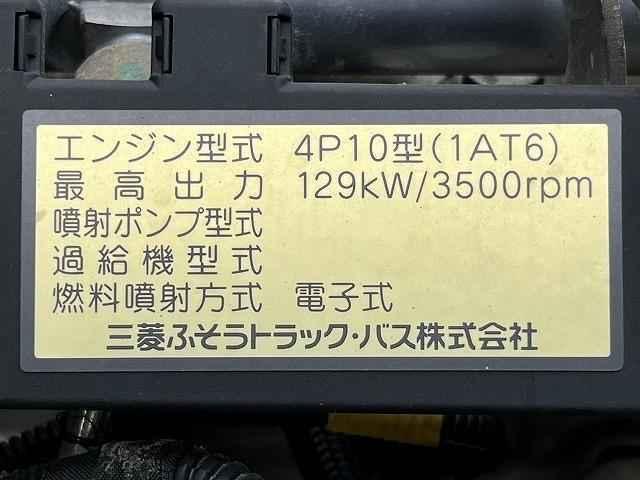 エンジン型式 4P10型(1AT6)
最高出力 129kW/3500rpm
噴射ポンプ型式
過給機型式
燃料噴射方式 電子式
三菱ふそうトラック・バス株式会社